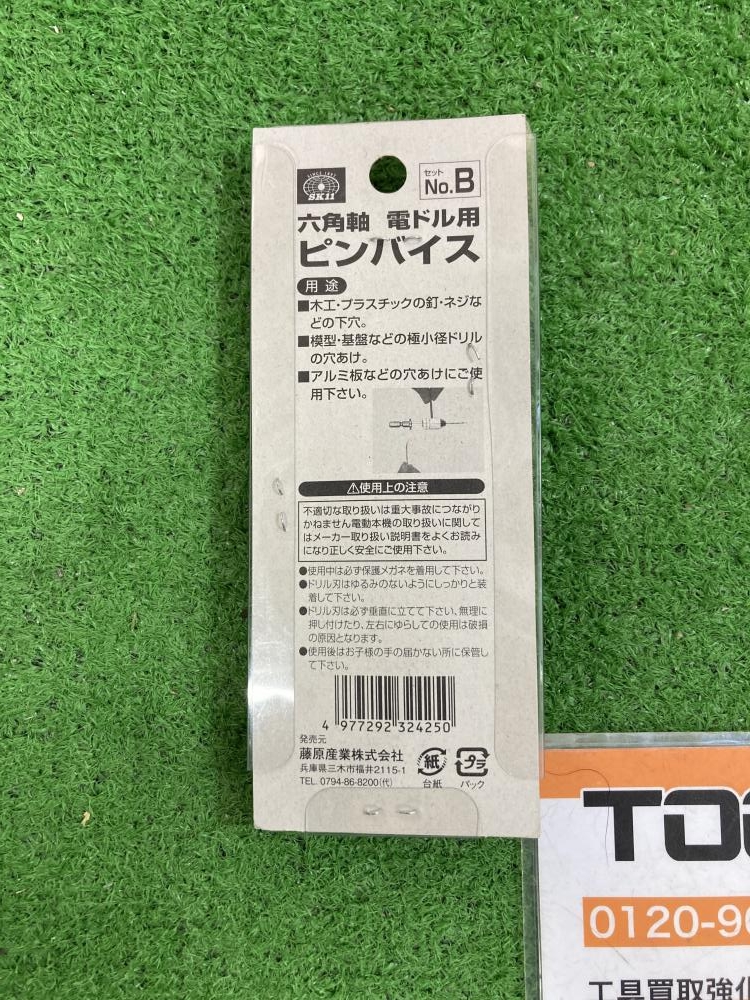 SINCE 1897
SK11
セット
No.B
六角軸 電ドル用
ピンバイス
用途
■木工・プラスチックの釘・ネジな
どの下穴。
■模型・基盤などの極小径ドリル
の穴あけ。
■アルミ板などの穴あけにご使
用下さい。
⚠使用上の注意
不適切な取り扱いは重大事故につながり
かねません電動本機の取り扱いに関して
はメーカー取り扱い説明書をよくお読み
になり正しく安全にご使用下さい。
●使用中は必ず保護メガネを着用して下さい。
●ドリル刃はゆるみのないようにしっかりと装
着して下さい。
●ドリル刃は必ず垂直に立てて下さい、無理に
押し付けたり、左右にゆらしての使用は破損
の原因となります。
●使用後はお子様の手の届かない所に保管し
て下さい。
4 977292 324250
発売元
藤原産業株式会社
兵庫県三木市福井2115-1
TEL. 0794-86-8200(代)
紙
台紙
プラ
パック
TOO
0120-90
工具買取強化